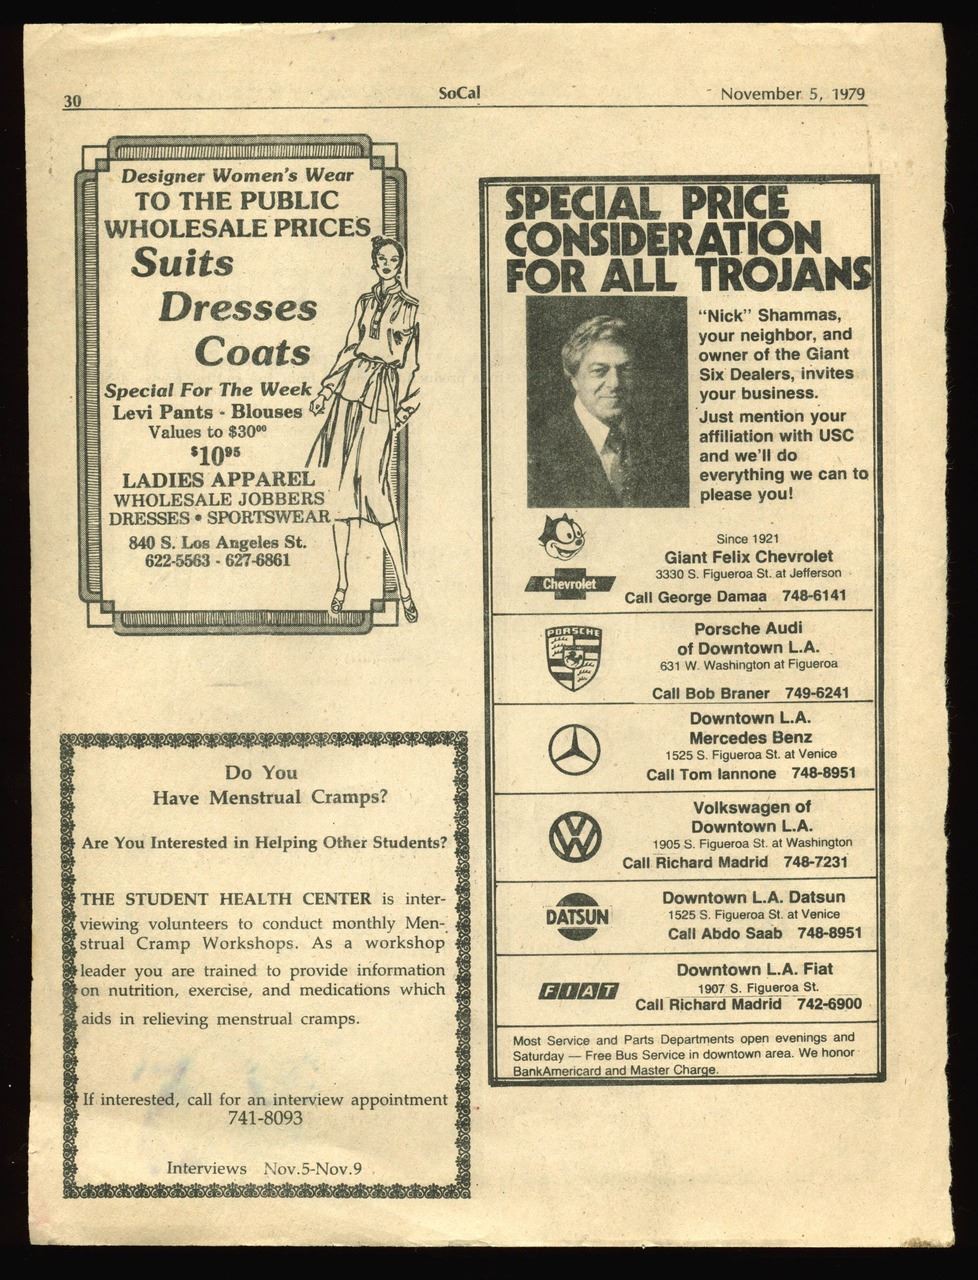 30
SoCal
November 5, 1979
Designer Women's Wear
TO THE PUBLIC
WHOLESALE PRICES
Suits
Dresses
Coats
Special For The Week
Levi Pants - Blouses
Values to $30⁰⁰
$10⁹⁵
LADIES APPAREL
WHOLESALE JOBBERS
DRESSES • SPORTSWEAR
840 S. Los Angeles St.
622-5563 - 627-6861
Do You
Have Menstrual Cramps?
Are You Interested in Helping Other Students?
THE STUDENT HEALTH CENTER is inter-
viewing volunteers to conduct monthly Men-
strual Cramp Workshops. As a workshop
leader you are trained to provide information
on nutrition, exercise, and medications which
aids in relieving menstrual cramps.
If interested, call for an interview appointment
741-8093
Interviews Nov.5-Nov.9
SPECIAL PRICE
CONSIDERATION
FOR ALL TROJANS
"Nick" Shammas,
your neighbor, and
owner of the Giant
Six Dealers, invites
your business.
Just mention your
affiliation with USC
and we'll do
everything we can to
please you!
Chevrolet
Since 1921
Giant Felix Chevrolet
3330 S. Figueroa St. at Jefferson
Call George Damaa 748-6141
PORSCHE
Porsche Audi
of Downtown L.A.
631 W. Washington at Figueroa
Call Bob Braner 749-6241
Downtown L.A.
Mercedes Benz
1525 S. Figueroa St. at Venice
Call Tom Iannone 748-8951
Volkswagen of
Downtown L.A.
1905 S. Figueroa St. at Washington
Call Richard Madrid 748-7231
DATSUN
Downtown L.A. Datsun
1525 S. Figueroa St. at Venice
Call Abdo Saab 748-8951
FIAT
Downtown L.A. Fiat
1907 S. Figueroa St.
Call Richard Madrid 742-6900
Most Service and Parts Departments open evenings and
Saturday — Free Bus Service in downtown area. We honor
BankAmericard and Master Charge.